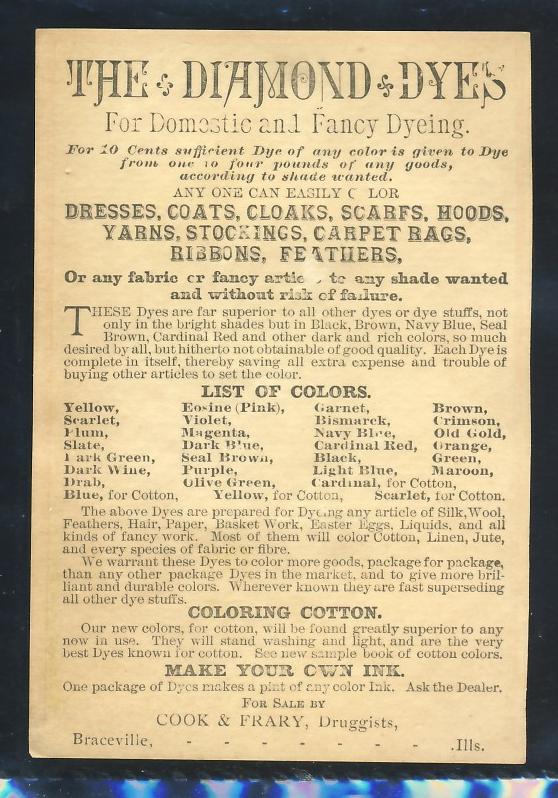 THE DIAMOND DYES
For Domestic and Fancy Dyeing.
For 10 Cents sufficient Dye of any color is given to Dye
from one to four pounds of any goods,
according to shade wanted.
ANY ONE CAN EASILY C LOR
DRESSES, COATS, CLOAKS, SCARFS, HOODS,
YARNS, STOCKINGS, CARPET RAGS,
RIBBONS, FEATHERS,
Or any fabric or fancy artic , to any shade wanted
and without risk of failure.
THESE Dyes are far superior to all other dyes or dye stuffs, not
only in the bright shades but in Black, Brown, Navy Blue, Seal
Brown, Cardinal Red and other dark and rich colors, so much
desired by all, but hitherto not obtainable of good quality. Each Dye is
complete in itself, thereby saving all extra expense and trouble of
buying other articles to set the color.
LIST OF COLORS.
Yellow, Eosine (Pink), Garnet, Brown,
Scarlet, Violet, Bismarck, Crimson,
Plum, Magenta, Navy Blue, Old Gold,
Slate, Dark Blue, Cardinal Red, Orange,
Dark Green, Seal Brown, Black, Green,
Dark Wine, Purple, Light Blue, Maroon,
Drab, Olive Green, Cardinal, for Cotton,
Blue, for Cotton, Yellow, for Cotton, Scarlet, for Cotton.
The above Dyes are prepared for Dyeing any article of Silk, Wool,
Feathers, Hair, Paper, Basket Work, Easter Eggs, Liquids, and all
kinds of fancy work. Most of them will color Cotton, Linen, Jute,
and every species of fabric or fibre.
We warrant these Dyes to color more goods, package for package,
than any other package Dyes in the market, and to give more bril-
liant and durable colors. Wherever known they are fast superseding
all other dye stuffs.
COLORING COTTON.
Our new colors, for cotton, will be found greatly superior to any
now in use. They will stand washing and light, and are the very
best Dyes known for cotton. See new sample book of cotton colors.
MAKE YOUR OWN INK.
One package of Dyes makes a pint of any color Ink. Ask the Dealer.
FOR SALE BY
COOK & FRARY, Druggists,
Braceville, - - - - - - - .Ills.